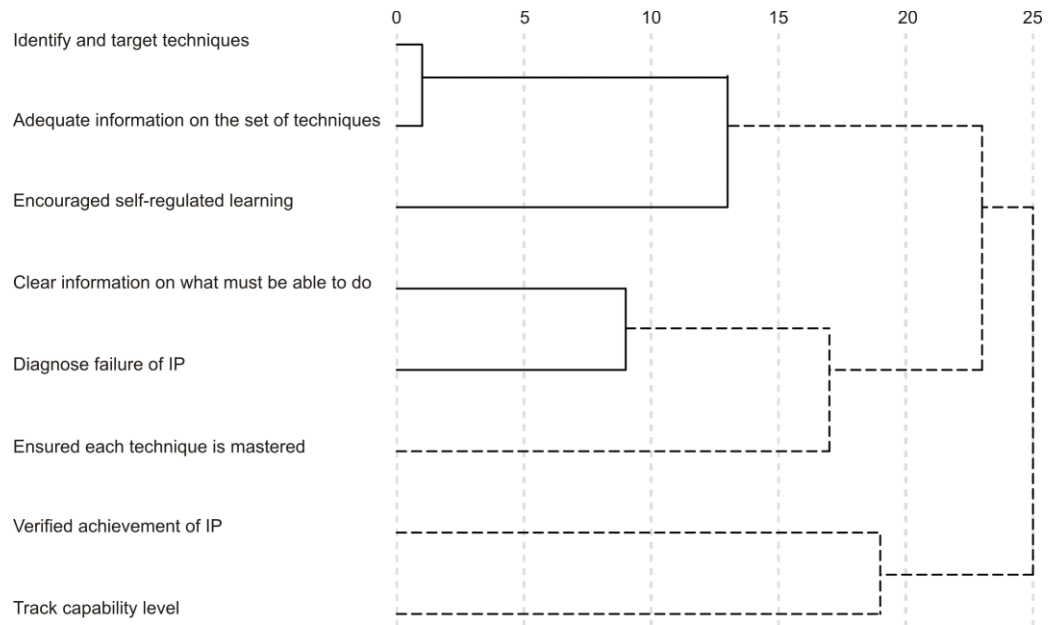 0 5 10 15 20 25
Identify and target techniques
Adequate information on the set of techniques
Encouraged self-regulated learning
Clear information on what must be able to do
Diagnose failure of IP
Ensured each technique is mastered
Verified achievement of IP
Track capability level